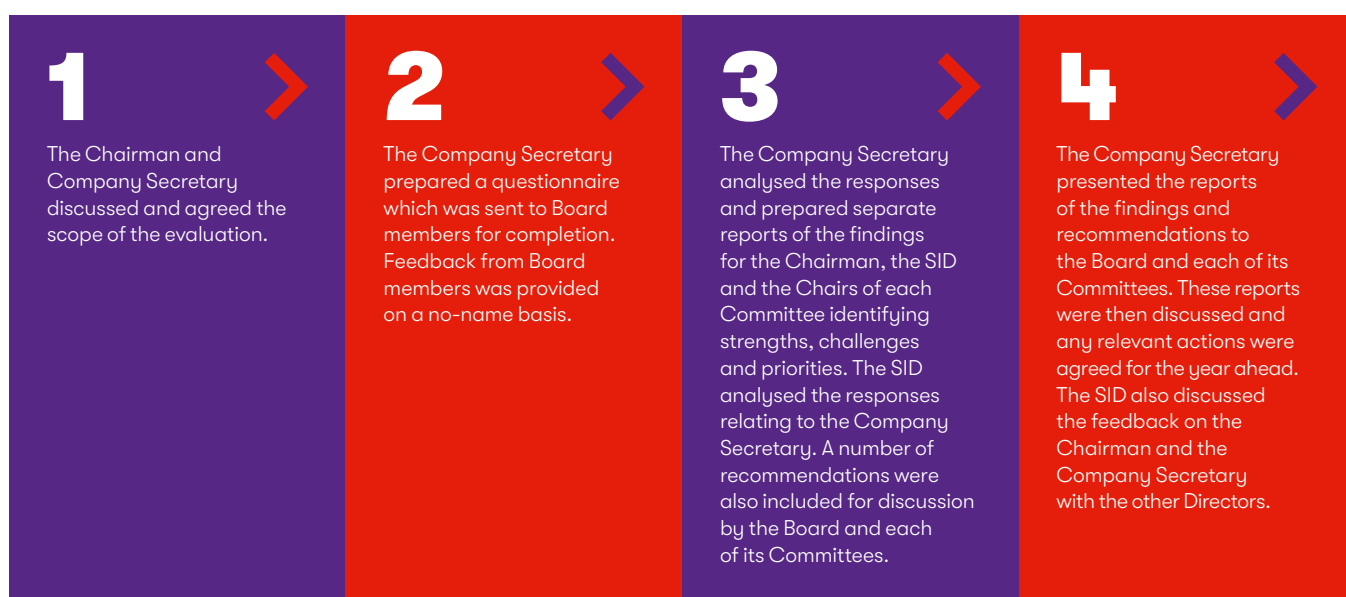 1
The Chairman and
Company Secretary
discussed and agreed the
scope of the evaluation.
2
The Company Secretary
prepared a questionnaire
which was sent to Board
members for completion.
Feedback from Board
members was provided
on a no-name basis.
3
The Company Secretary
analysed the responses
and prepared separate
reports of the findings
for the Chairman, the SID
and the Chairs of each
Committee identifying
strengths, challenges
and priorities. The SID
analysed the responses
relating to the Company
Secretary. A number of
recommendations were
also included for discussion
by the Board and each
of its Committees.
4
The Company Secretary
presented the reports
of the findings and
recommendations to
the Board and each of its
Committees. These reports
were then discussed and
any relevant actions were
agreed for the year ahead.
The SID also discussed
the feedback on the
Chairman and the
Company Secretary
with the other Directors.